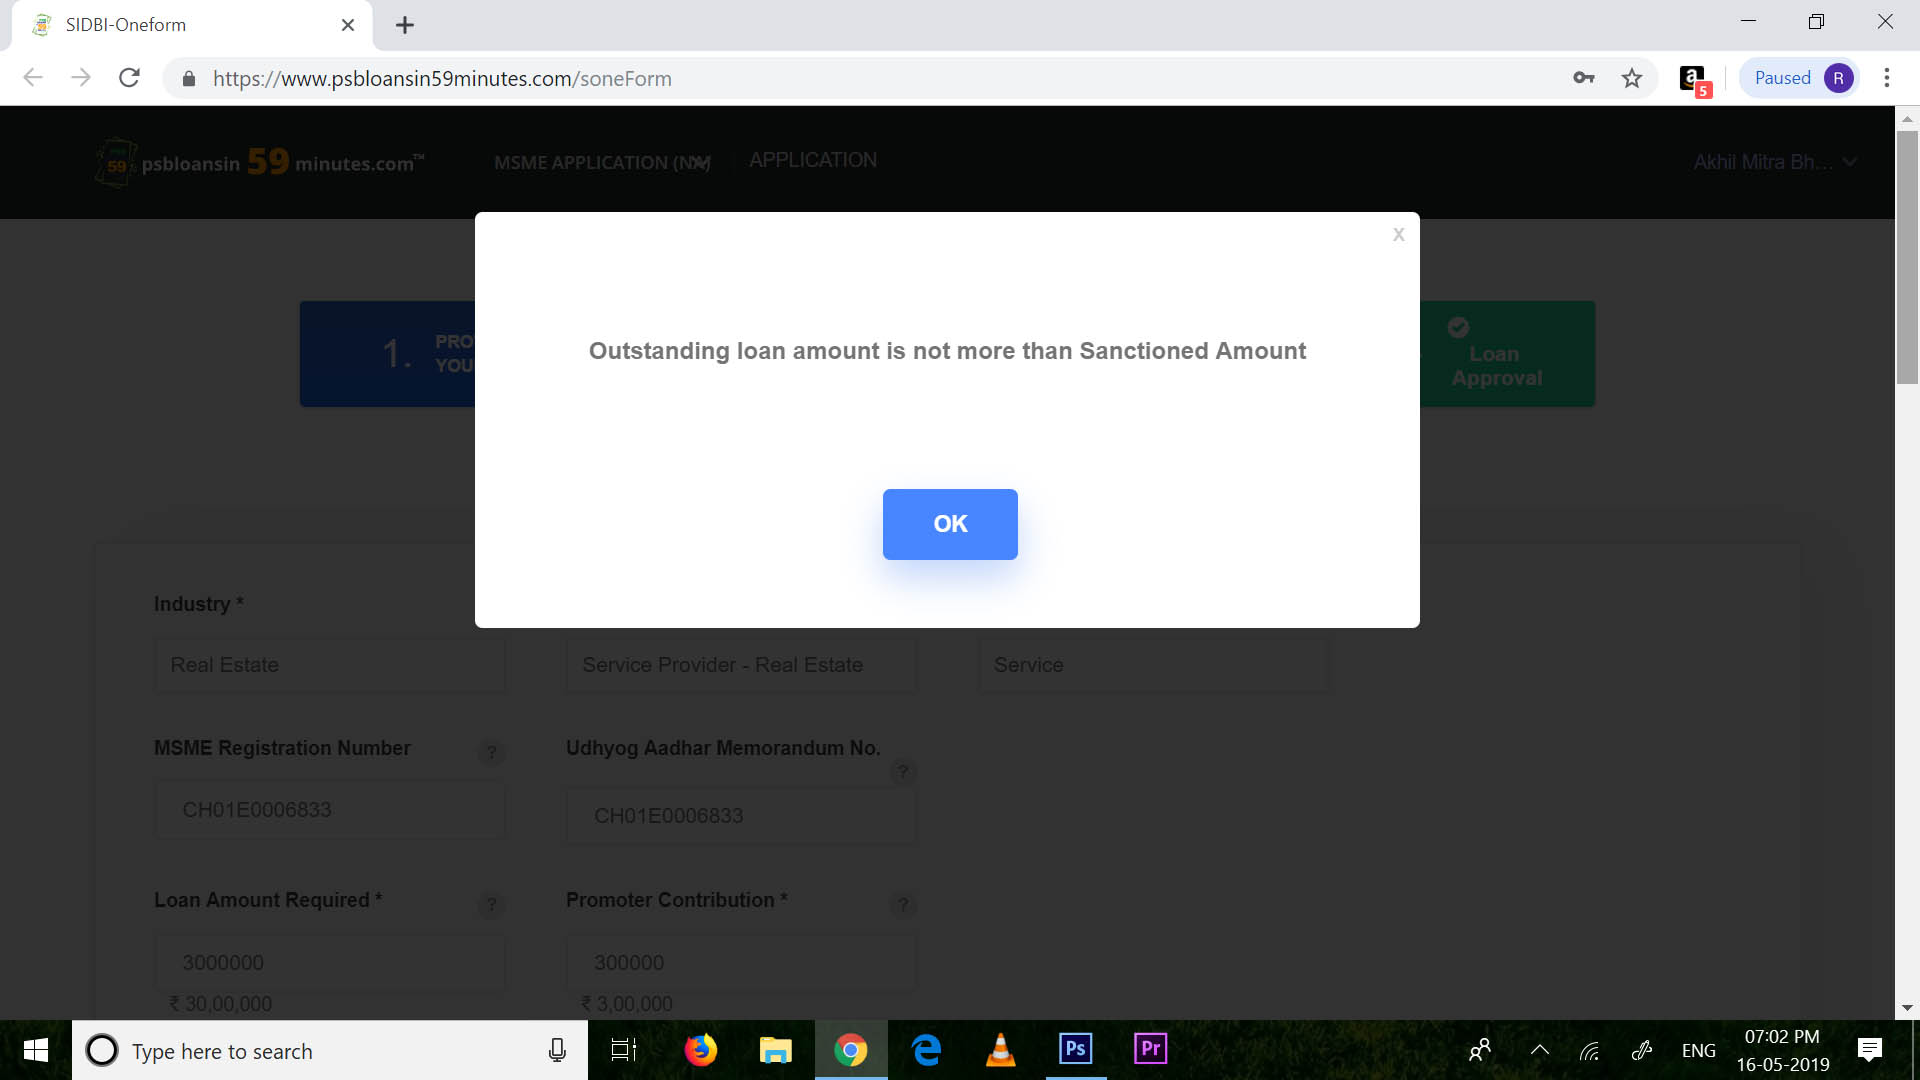 SIDBI-Oneform
https://www.psbloansin59minutes.com/soneForm
5
Paused R
59 psbloansin 59 minutes.com™
MSME APPLICATION
APPLICATION
Akhil Mitra Bh...
X
1. PRO
YOU
Outstanding loan amount is not more than Sanctioned Amount
OK
Loan
Approval
Industry *
Real Estate
Service Provider - Real Estate
Service
MSME Registration Number ?
Udhyog Aadhar Memorandum No. ?
CH01E0006833
CH01E0006833
Loan Amount Required * ?
Promoter Contribution * ?
3000000
300000
₹ 30,00,000
₹ 3,00,000
Type here to search
Ps
Pr
ENG
07:02 PM
16-05-2019